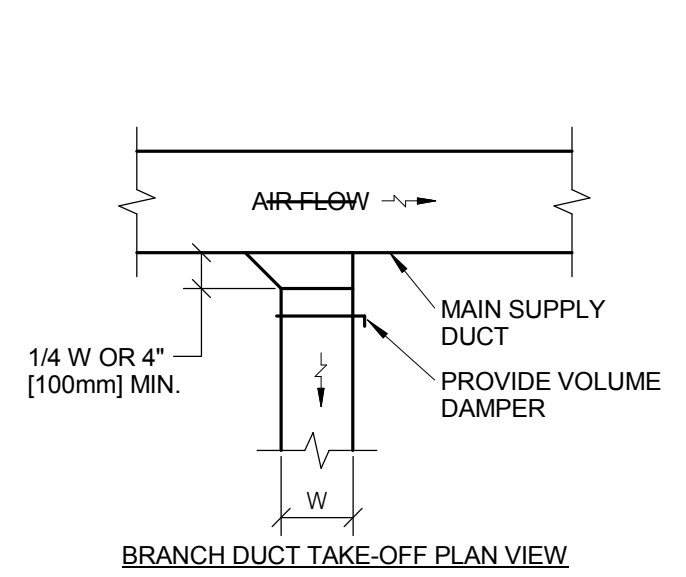 AIR FLOW
MAIN SUPPLY
DUCT
1/4 W OR 4"
[100mm] MIN.
PROVIDE VOLUME
DAMPER
W
BRANCH DUCT TAKE-OFF PLAN VIEW